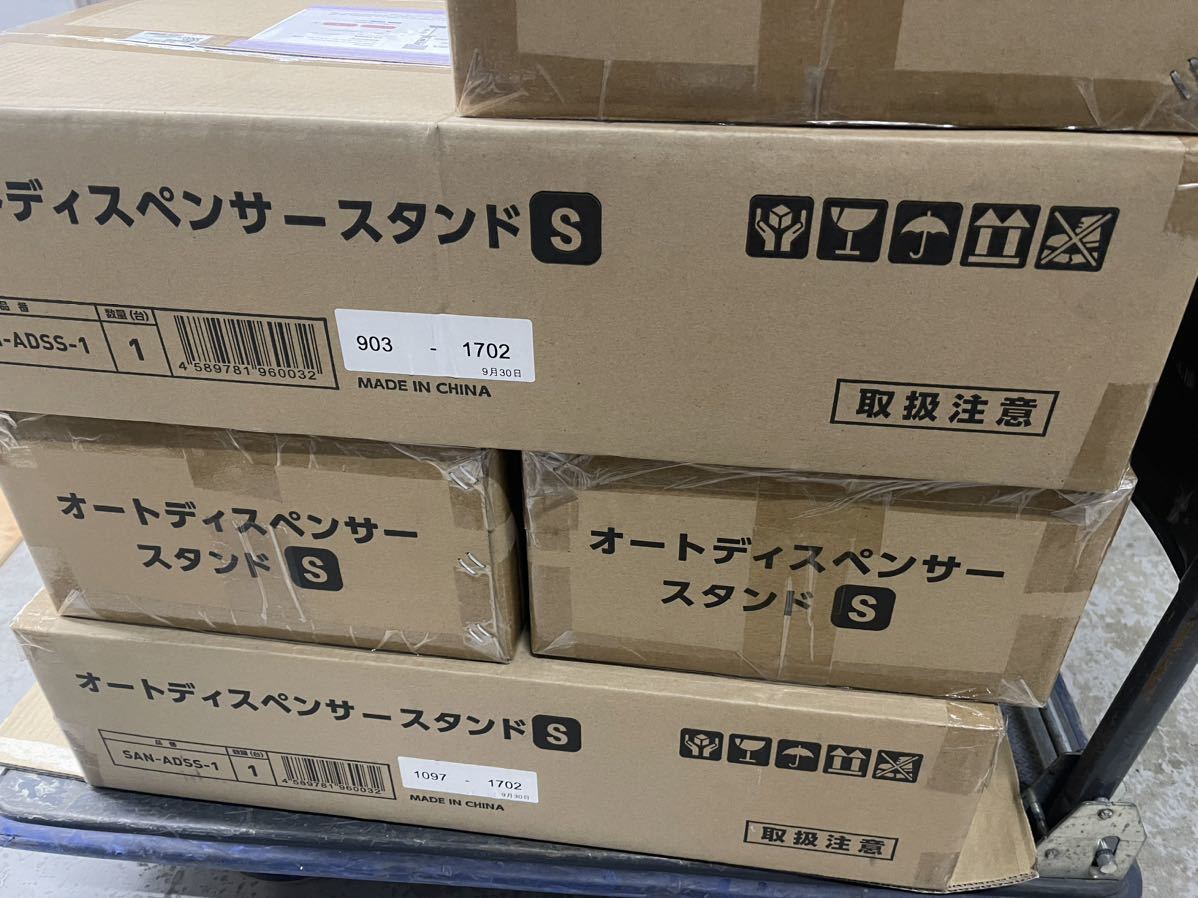 ディスペンサースタンド S
品番
数量(台)
-ADSS-1
1
4 589781 960032
903 - 1702
9月30日
MADE IN CHINA
取扱注意
オートディスペンサー
スタンド S
オートディスペンサー
スタンド S
オートディスペンサースタンド S
品番
数量(台)
SAN-ADSS-1
1
4 589781 960032
1097 - 1702
9月30日
MADE IN CHINA
取扱注意